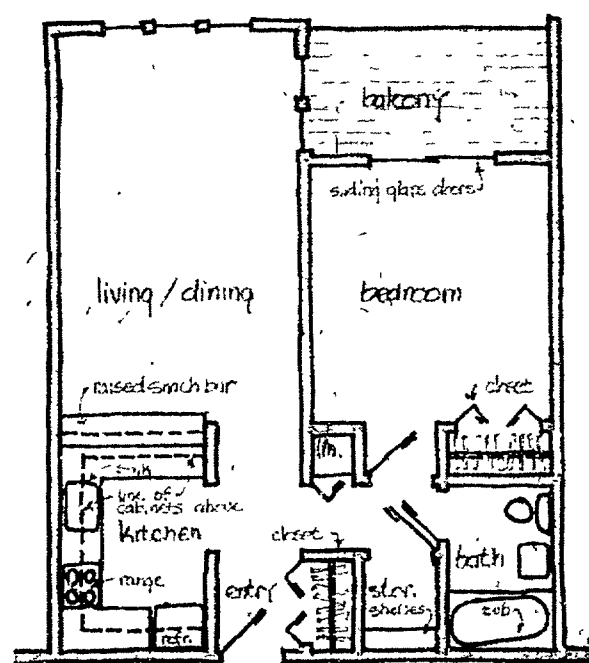 balcony
sliding glass doors
living / dining
bedroom
raised snack bar
closet
lin.
sink
line of
cabinets above
kitchen
closet
bath
range
entry
stor.
shelves
tub
refr.